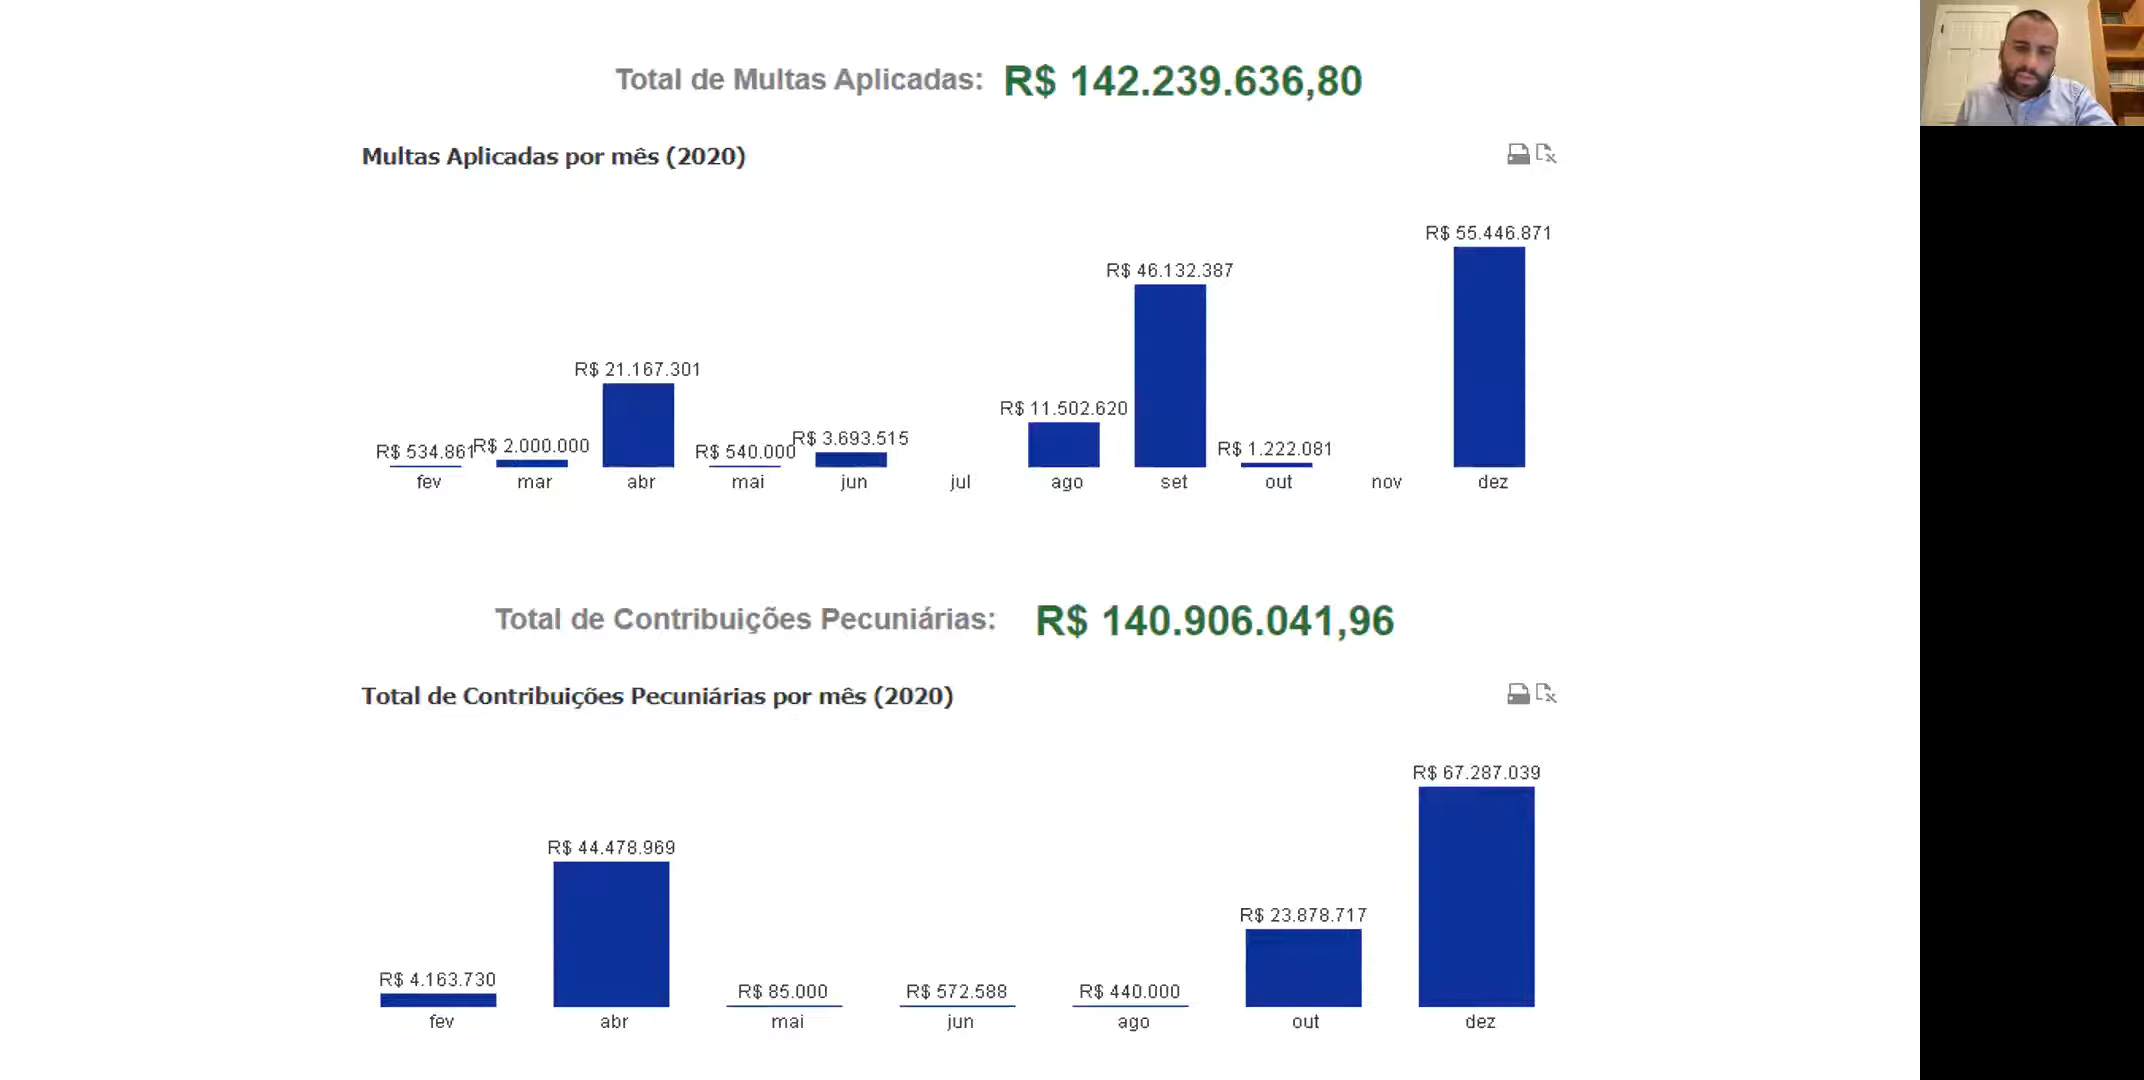 Total de Multas Aplicadas: R$ 142.239.636,80
Multas Aplicadas por mês (2020)
R$ 55.446.871
R$ 46.132.387
R$ 21.167.301
R$ 11.502.620
R$ 534.861 R$ 2.000.000 R$ 540.000 R$ 3.693.515 R$ 1.222.081
fev mar abr mai jun jul ago set out nov dez
Total de Contribuições Pecuniárias: R$ 140.906.041,96
Total de Contribuições Pecuniárias por mês (2020)
R$ 67.287.039
R$ 44.478.969
R$ 23.878.717
R$ 4.163.730 R$ 85.000 R$ 572.588 R$ 440.000
fev abr mai jun ago out dez